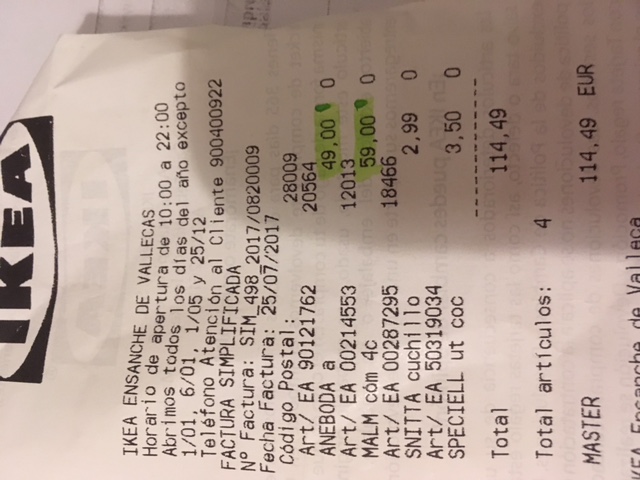 IKEA
IKEA ENSANCHE DE VALLECAS
Horario de apertura de 10:00 a 22:00
Abrimos todos los días del año excepto
1/01, 6/01, 1/05 y 25/12
Teléfono Atención al Cliente 900400922
FACTURA SIMPLIFICADA
Nº Factura: SIM_498_2017/0820009
Fecha Factura: 25/07/2017
Código Postal: 28009
Art/ EA 90121762 20564
ANEBODA a 49,00 0
Art/ EA 00214553 12013
MALM cóm 4c 59,00 0
Art/ EA 00287295 18466
SNITTA cuchillo 2,99 0
Art/ EA 50319034
SPECIELL ut coc 3,50 0
Total 114,49
Total artículos: 4
MASTER 114,49 EUR
IKEA Ensanche de Valleca